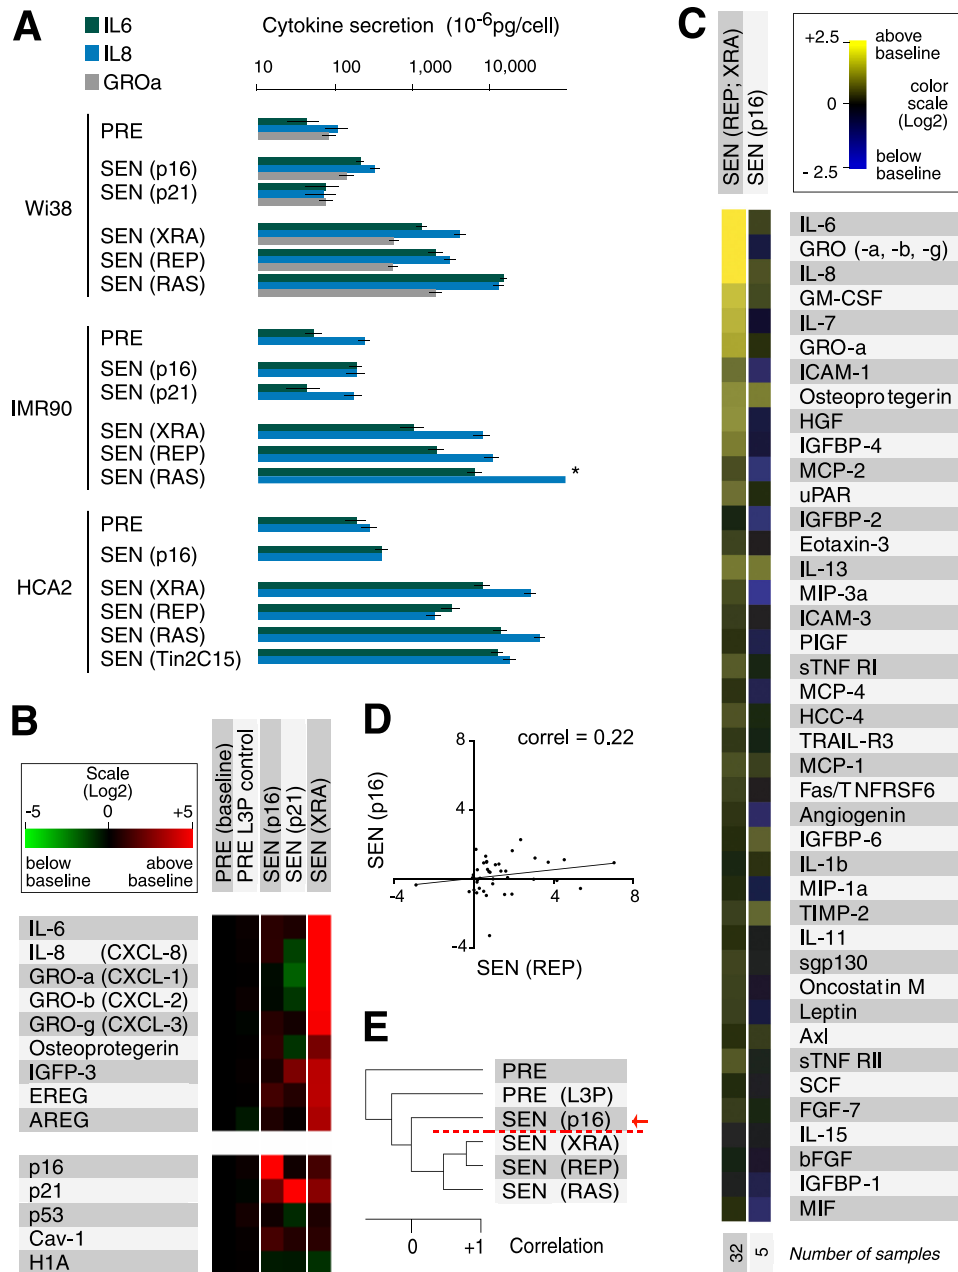 A
Cytokine secretion (10-6pg/cell)
IL6
IL8
GROa
10 100 1,000 10,000
Wi38
PRE
SEN (p16)
SEN (p21)
SEN (XRA)
SEN (REP)
SEN (RAS)
IMR90
PRE
SEN (p16)
SEN (p21)
SEN (XRA)
SEN (REP)
SEN (RAS)
*
HCA2
PRE
SEN (p16)
SEN (XRA)
SEN (REP)
SEN (RAS)
SEN (Tin2C15)
B
Scale
(Log2)
-5 0 +5
below baseline
above baseline
PRE (baseline)
PRE L3P control
SEN (p16)
SEN (p21)
SEN (XRA)
IL-6
IL-8 (CXCL-8)
GRO-a (CXCL-1)
GRO-b (CXCL-2)
GRO-g (CXCL-3)
Osteoprotegerin
IGFP-3
EREG
AREG
p16
p21
p53
Cav-1
H1A
C
SEN (REP; XRA)
SEN (p16)
+2.5 above baseline
0 color scale (Log2)
- 2.5 below baseline
IL-6
GRO (-a, -b, -g)
IL-8
GM-CSF
IL-7
GRO-a
ICAM-1
Osteoprotegerin
HGF
IGFBP-4
MCP-2
uPAR
IGFBP-2
Eotaxin-3
IL-13
MIP-3a
ICAM-3
PIGF
sTNF RI
MCP-4
HCC-4
TRAIL-R3
MCP-1
Fas/TNFRSF6
Angiogenin
IGFBP-6
IL-1b
MIP-1a
TIMP-2
IL-11
sgp130
Oncostatin M
Leptin
Axl
sTNF RII
SCF
FGF-7
IL-15
bFGF
IGFBP-1
MIF
32 5 Number of samples
D
correl = 0.22
SEN (p16)
8
4
-4 0 4 8
-4
SEN (REP)
E
PRE
PRE (L3P)
SEN (p16)
SEN (XRA)
SEN (REP)
SEN (RAS)
0 +1 Correlation